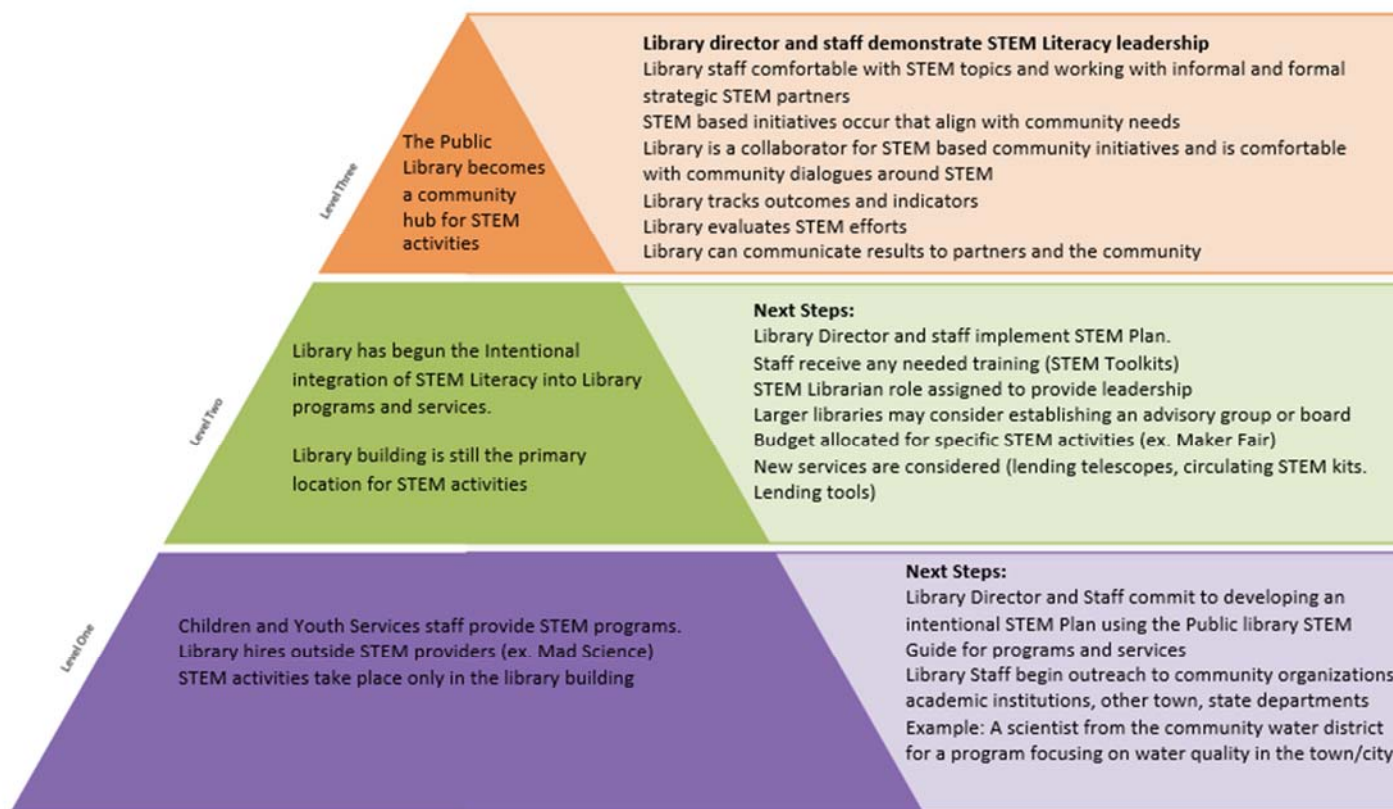 Level Three
The Public
Library becomes
a community
hub for STEM
activities
Library director and staff demonstrate STEM Literacy leadership
Library staff comfortable with STEM topics and working with informal and formal
strategic STEM partners
STEM based initiatives occur that align with community needs
Library is a collaborator for STEM based community initiatives and is comfortable
with community dialogues around STEM
Library tracks outcomes and indicators
Library evaluates STEM efforts
Library can communicate results to partners and the community
Level Two
Library has begun the Intentional
integration of STEM Literacy into Library
programs and services.
Library building is still the primary
location for STEM activities
Next Steps:
Library Director and staff implement STEM Plan.
Staff receive any needed training (STEM Toolkits)
STEM Librarian role assigned to provide leadership
Larger libraries may consider establishing an advisory group or board
Budget allocated for specific STEM activities (ex. Maker Fair)
New services are considered (lending telescopes, circulating STEM kits.
Lending tools)
Level One
Children and Youth Services staff provide STEM programs.
Library hires outside STEM providers (ex. Mad Science)
STEM activities take place only in the library building
Next Steps:
Library Director and Staff commit to developing an
intentional STEM Plan using the Public library STEM
Guide for programs and services
Library Staff begin outreach to community organizations
academic institutions, other town, state departments
Example: A scientist from the community water district
for a program focusing on water quality in the town/city